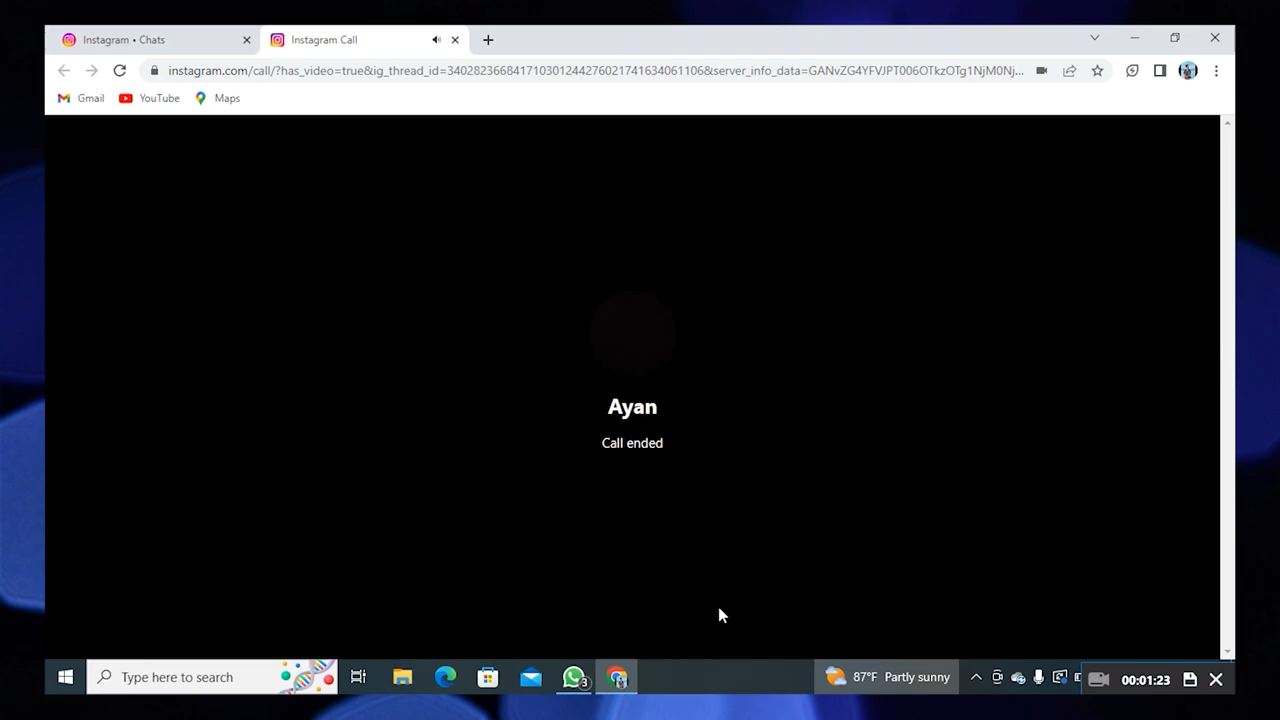 Instagram • Chats
Instagram Call
instagram.com/call/?has_video=true&ig_thread_id=340282366841710301244276021741634061106&server_info_data=GANvZG4YFVJPT006OTkzOTg1NjM0Nj...
Gmail
YouTube
Maps
Ayan
Call ended
Type here to search
3
87°F Partly sunny
00:01:23